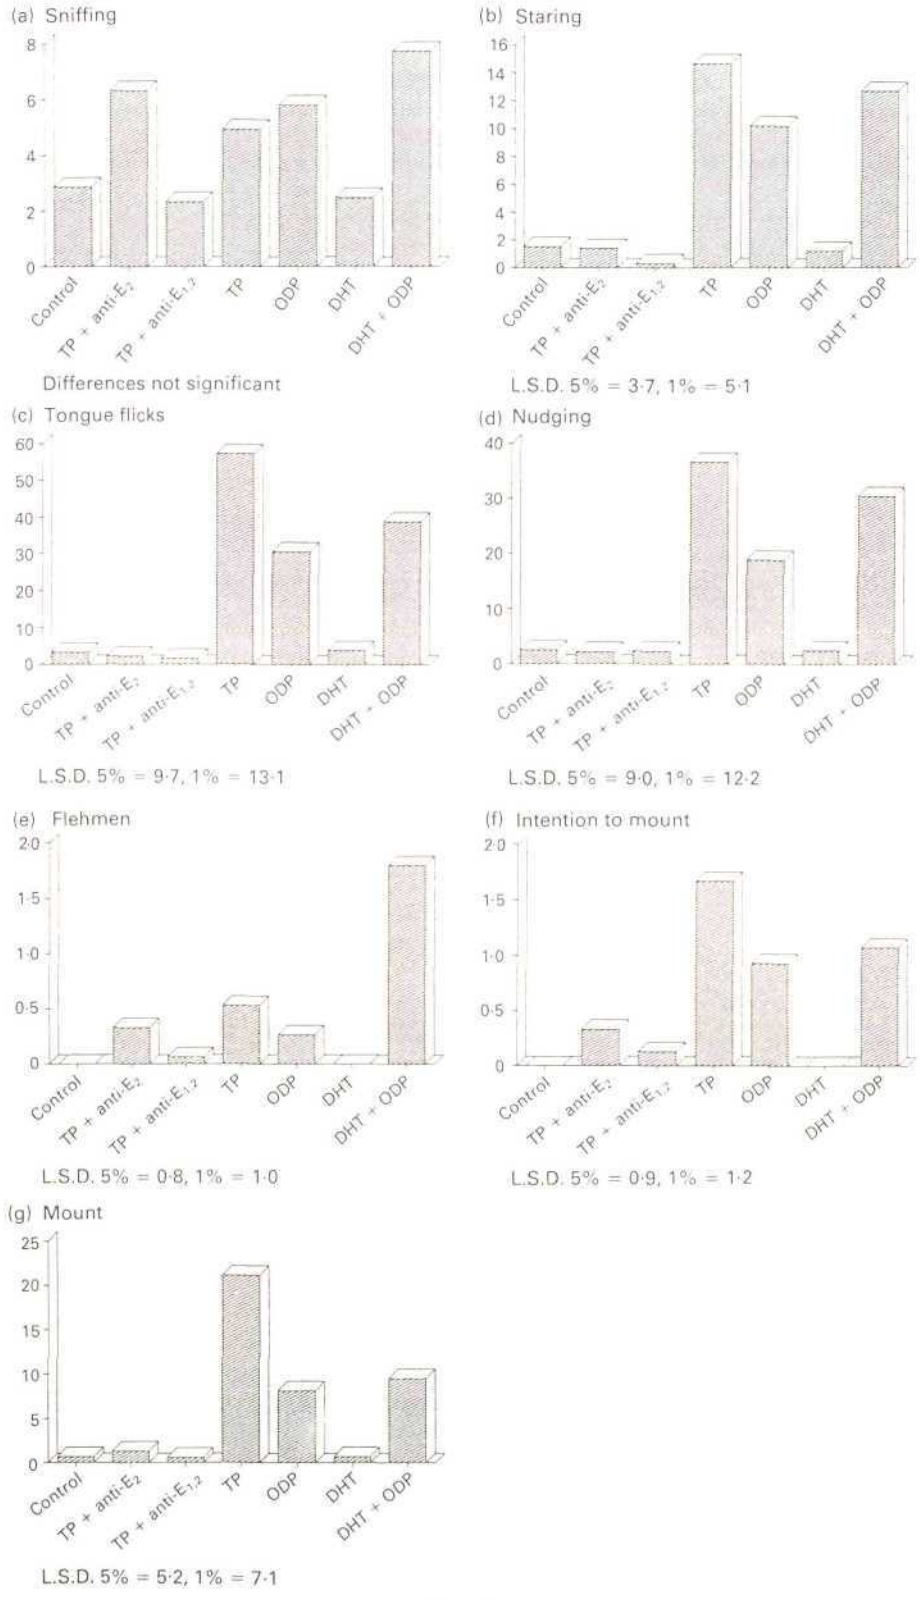 (a) Sniffing
8
6
4
2
0
Control
TP + anti-E₂
TP + anti-E₁,₂
TP
ODP
DHT
DHT + ODP
Differences not significant
(b) Staring
16
14
12
10
8
6
4
2
0
Control
TP + anti-E₂
TP + anti-E₁,₂
TP
ODP
DHT
DHT + ODP
L.S.D. 5% = 3·7, 1% = 5·1
(c) Tongue flicks
60
50
40
30
20
10
0
Control
TP + anti-E₂
TP + anti-E₁,₂
TP
ODP
DHT
DHT + ODP
L.S.D. 5% = 9·7, 1% = 13·1
(d) Nudging
40
30
20
10
0
Control
TP + anti-E₂
TP + anti-E₁,₂
TP
ODP
DHT
DHT + ODP
L.S.D. 5% = 9·0, 1% = 12·2
(e) Flehmen
2·0
1·5
1·0
0·5
0
Control
TP + anti-E₂
TP + anti-E₁,₂
TP
ODP
DHT
DHT + ODP
L.S.D. 5% = 0·8, 1% = 1·0
(f) Intention to mount
2·0
1·5
1·0
0·5
0
Control
TP + anti-E₂
TP + anti-E₁,₂
TP
ODP
DHT
DHT + ODP
L.S.D. 5% = 0·9, 1% = 1·2
(g) Mount
25
20
15
10
5
0
Control
TP + anti-E₂
TP + anti-E₁,₂
TP
ODP
DHT
DHT + ODP
L.S.D. 5% = 5·2, 1% = 7·1